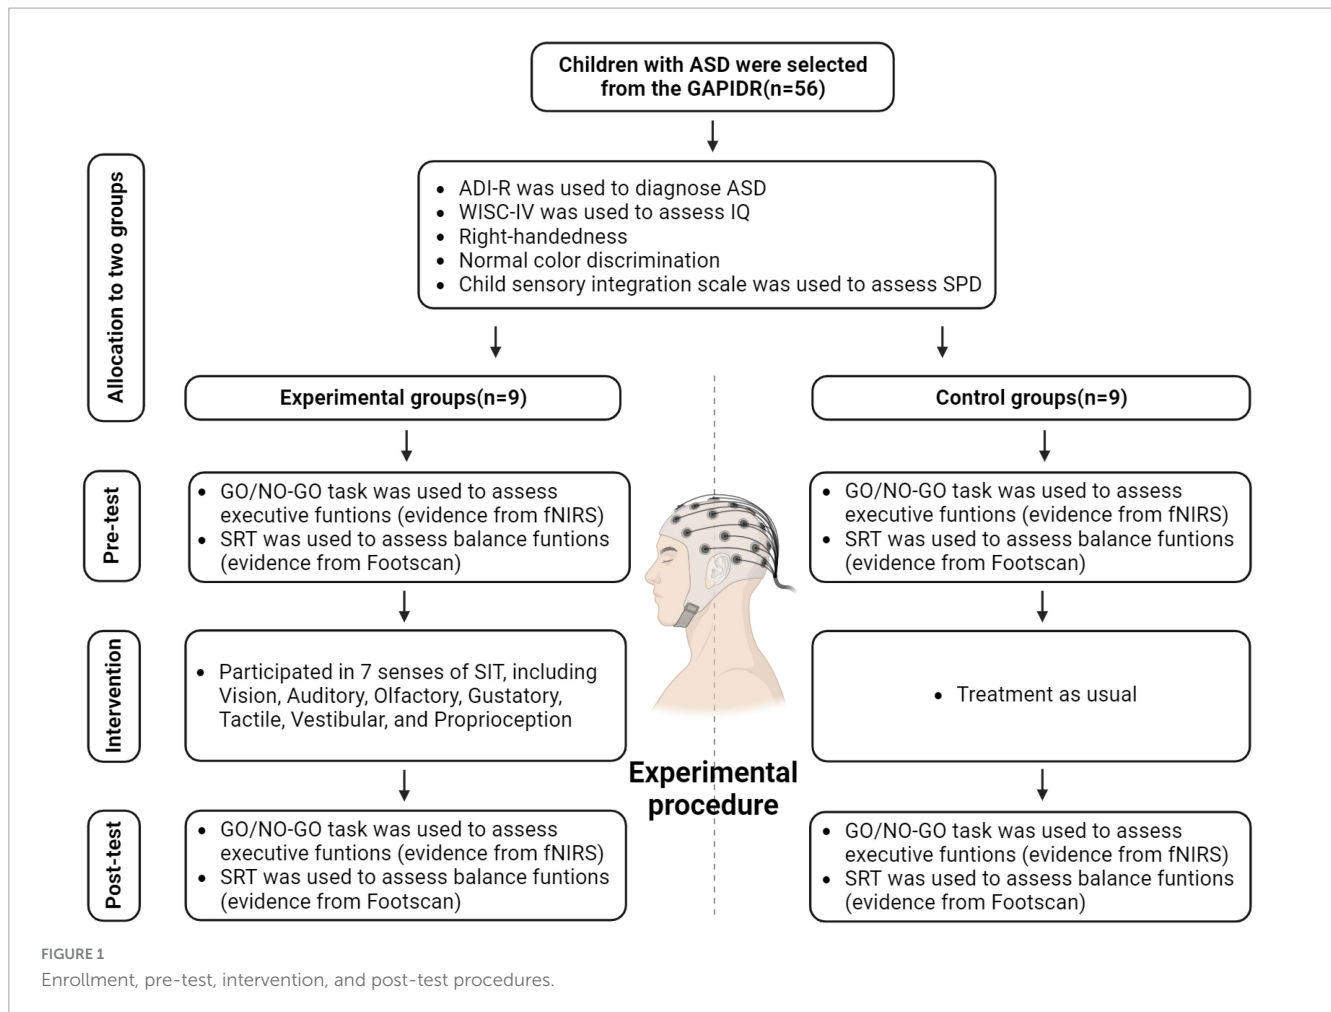 Children with ASD were selected
from the GAPIDR(n=56)
Allocation to two groups
• ADI-R was used to diagnose ASD
• WISC-IV was used to assess IQ
• Right-handedness
• Normal color discrimination
• Child sensory integration scale was used to assess SPD
Experimental groups(n=9)
Control groups(n=9)
Pre-test
• GO/NO-GO task was used to assess
executive funtions (evidence from fNIRS)
• SRT was used to assess balance funtions
(evidence from Footscan)
• GO/NO-GO task was used to assess
executive funtions (evidence from fNIRS)
• SRT was used to assess balance funtions
(evidence from Footscan)
Intervention
• Participated in 7 senses of SIT, including
Vision, Auditory, Olfactory, Gustatory,
Tactile, Vestibular, and Proprioception
• Treatment as usual
Experimental
procedure
Post-test
• GO/NO-GO task was used to assess
executive funtions (evidence from fNIRS)
• SRT was used to assess balance funtions
(evidence from Footscan)
• GO/NO-GO task was used to assess
executive funtions (evidence from fNIRS)
• SRT was used to assess balance funtions
(evidence from Footscan)
FIGURE 1
Enrollment, pre-test, intervention, and post-test procedures.